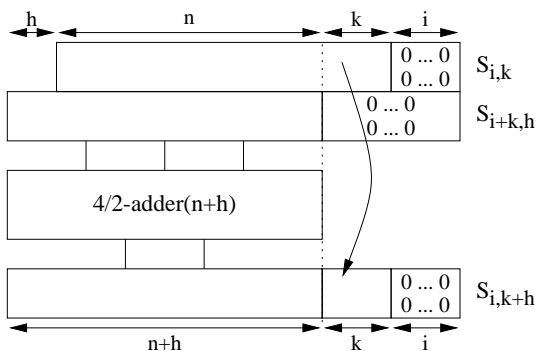 h n k i
0 ... 0
0 ... 0
S_{i,k}
0 ... 0
0 ... 0
S_{i+k,h}
4/2-adder(n+h)
0 ... 0
0 ... 0
S_{i,k+h}
n+h k i